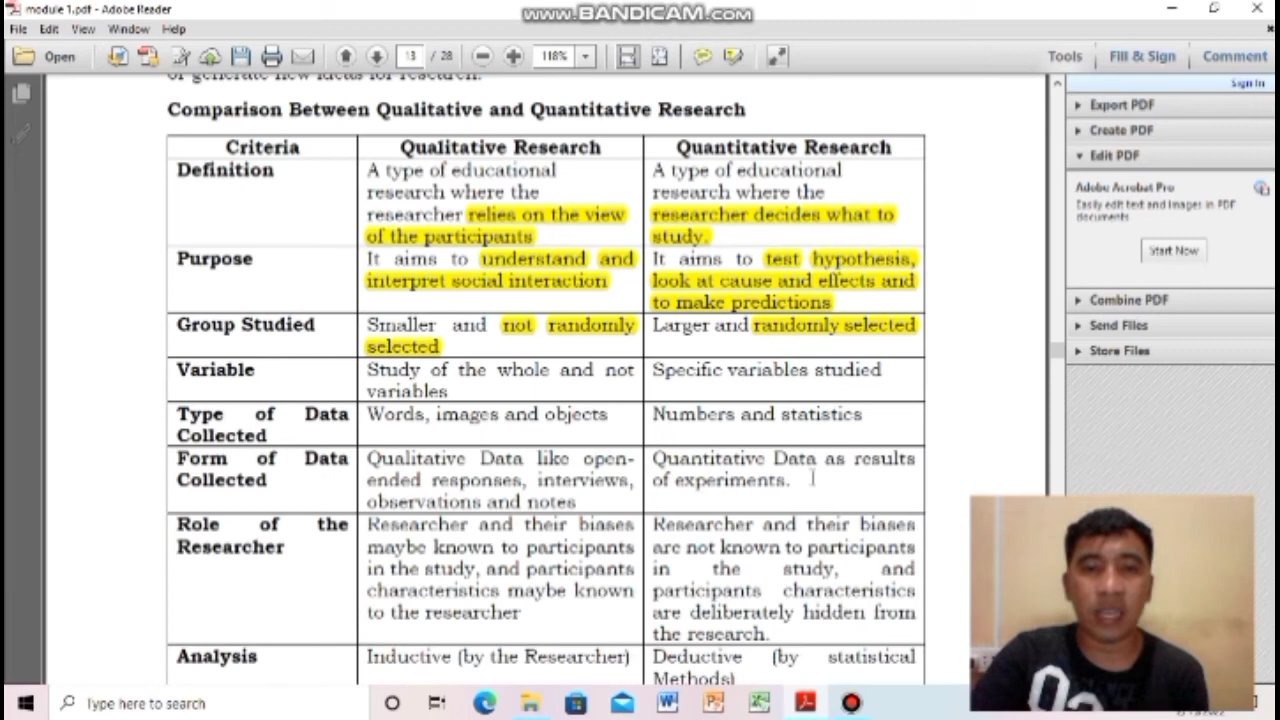 module 1.pdf - Adobe Reader
www.BANDICAM.com
File Edit View Window Help
Open
13 / 28
118%
Tools
Fill & Sign
Comment
or generate new ideas for research.
Sign In
Comparison Between Qualitative and Quantitative Research
Criteria
Qualitative Research
Quantitative Research
Definition
A type of educational
research where the
researcher relies on the view
of the participants
A type of educational
research where the
researcher decides what to
study.
Purpose
It aims to understand and
interpret social interaction
It aims to test hypothesis,
look at cause and effects and
to make predictions
Group Studied
Smaller and not randomly
selected
Larger and randomly selected
Variable
Study of the whole and not
variables
Specific variables studied
Type of Data
Collected
Words, images and objects
Numbers and statistics
Form of Data
Collected
Qualitative Data like open-
ended responses, interviews,
observations and notes
Quantitative Data as results
of experiments.
Role of the
Researcher
Researcher and their biases
maybe known to participants
in the study, and participants
characteristics maybe known
to the researcher
Researcher and their biases
are not known to participants
in the study, and
participants characteristics
are deliberately hidden from
the research.
Analysis
Inductive (by the Researcher)
Deductive (by statistical
Methods)
Export PDF
Create PDF
Edit PDF
Adobe Acrobat Pro
Easily edit text and images in PDF
documents
Start Now
Combine PDF
Send Files
Store Files
Type here to search